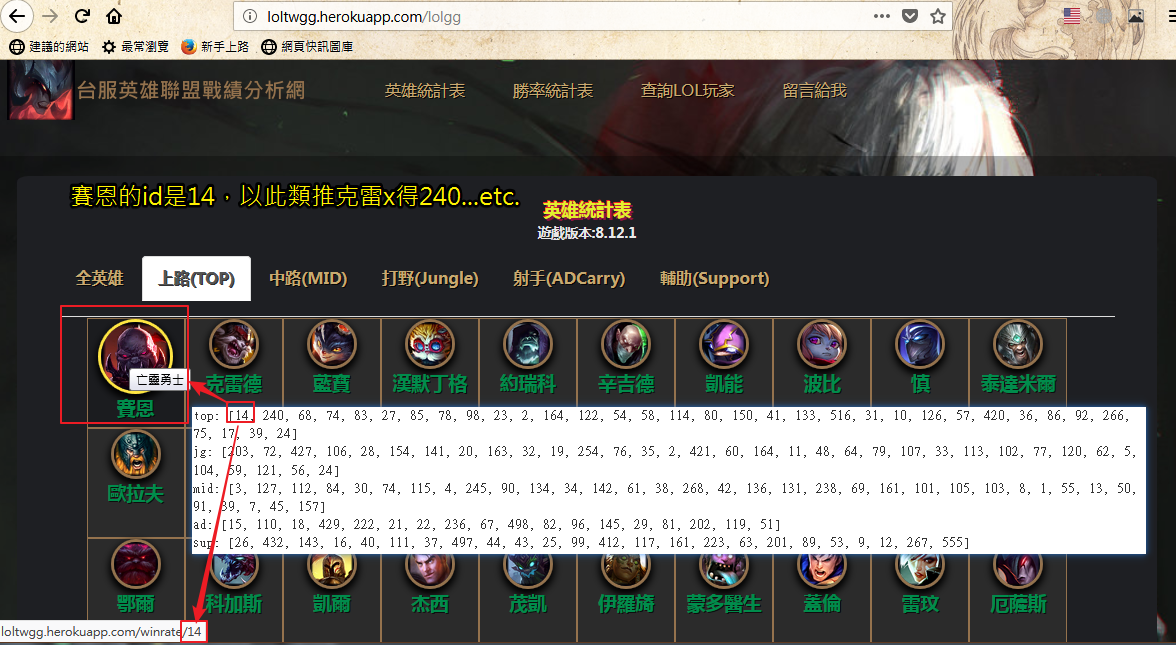 loltwgg.herokuapp.com/lolgg
建議的網站 最常瀏覽 新手上路 網頁快訊圖庫
台服英雄聯盟戰績分析網 英雄統計表 勝率統計表 查詢LOL玩家 留言給我
賽恩的id是14，以此類推克雷x得240...etc.
英雄統計表
遊戲版本:8.12.1
全英雄 上路(TOP) 中路(MID) 打野(Jungle) 射手(ADCarry) 輔助(Support)
亡靈勇士
賽恩 克雷德 藍寶 漢默丁格 約瑞科 辛吉德 凱能 波比 慎 泰達米爾
top: [14, 240, 68, 74, 83, 27, 85, 78, 98, 23, 2, 164, 122, 54, 58, 114, 80, 150, 41, 133, 516, 31, 10, 126, 57, 420, 36, 86, 92, 266,
75, 17, 39, 24]
jg: [203, 72, 427, 106, 28, 154, 141, 20, 163, 32, 19, 254, 76, 35, 2, 421, 60, 164, 11, 48, 64, 79, 107, 33, 113, 102, 77, 120, 62, 5,
104, 59, 121, 56, 24]
mid: [3, 127, 112, 84, 30, 74, 115, 4, 245, 90, 134, 34, 142, 61, 38, 268, 42, 136, 131, 238, 69, 161, 101, 105, 103, 8, 1, 55, 13, 50,
91, 39, 7, 45, 157]
ad: [15, 110, 18, 429, 222, 21, 22, 236, 67, 498, 82, 96, 145, 29, 81, 202, 119, 51]
sup: [26, 432, 143, 16, 40, 111, 37, 497, 44, 43, 25, 99, 412, 117, 161, 223, 63, 201, 89, 53, 9, 12, 267, 555]
歐拉夫
鄂爾 科加斯 凱爾 杰西 茂凱 伊羅旖 蒙多醫生 蓋倫 雷玟 厄薩斯
loltwgg.herokuapp.com/winrate/14